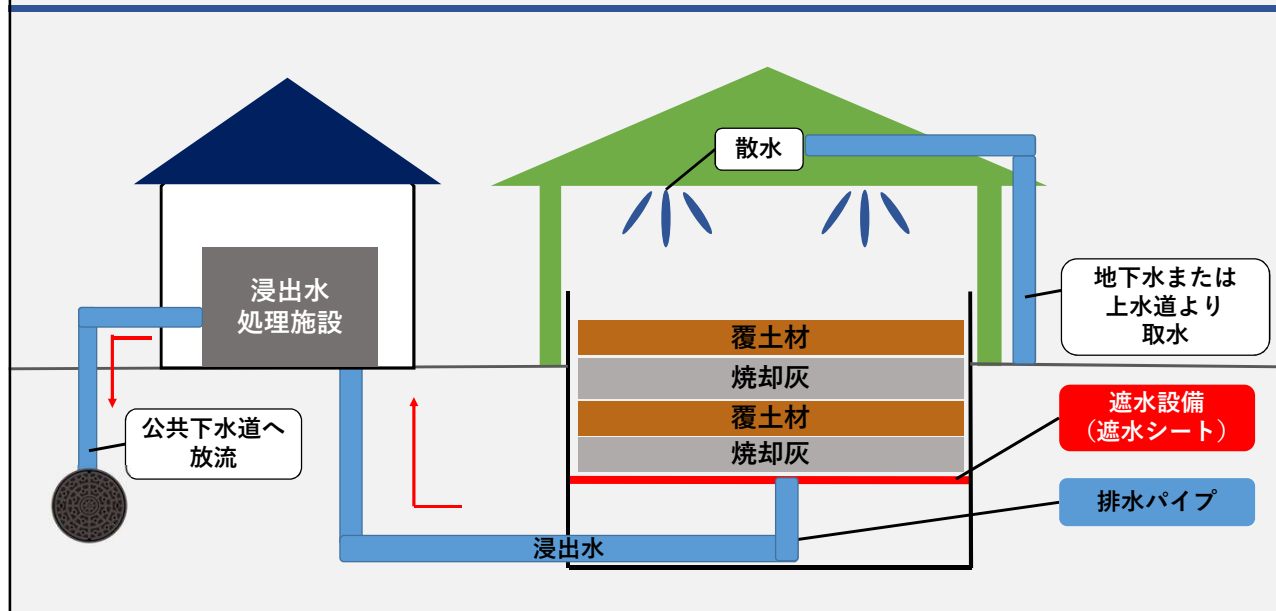 散水
浸出水
処理施設
地下水または
上水道より
取水
覆土材
焼却灰
覆土材
焼却灰
遮水設備
（遮水シート）
公共下水道へ
放流
排水パイプ
浸出水